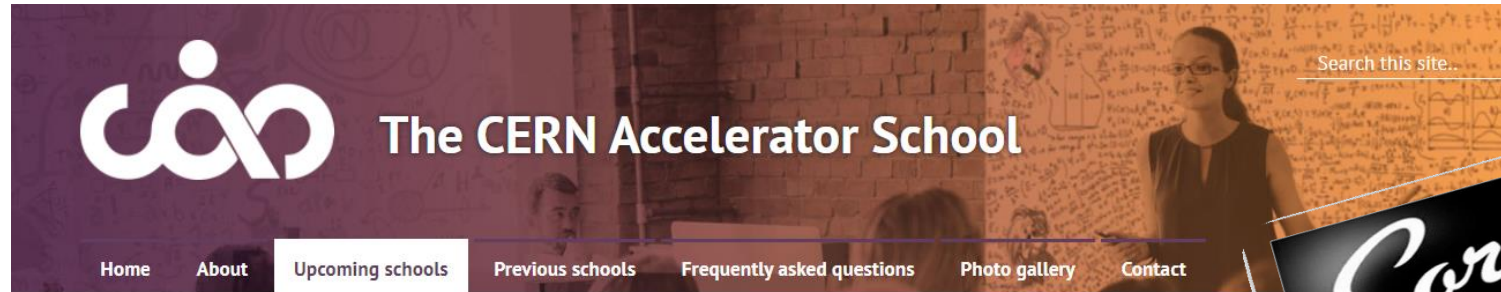 Search this site..
The CERN Accelerator School
Home About Upcoming schools Previous schools Frequently asked questions Photo gallery Contact